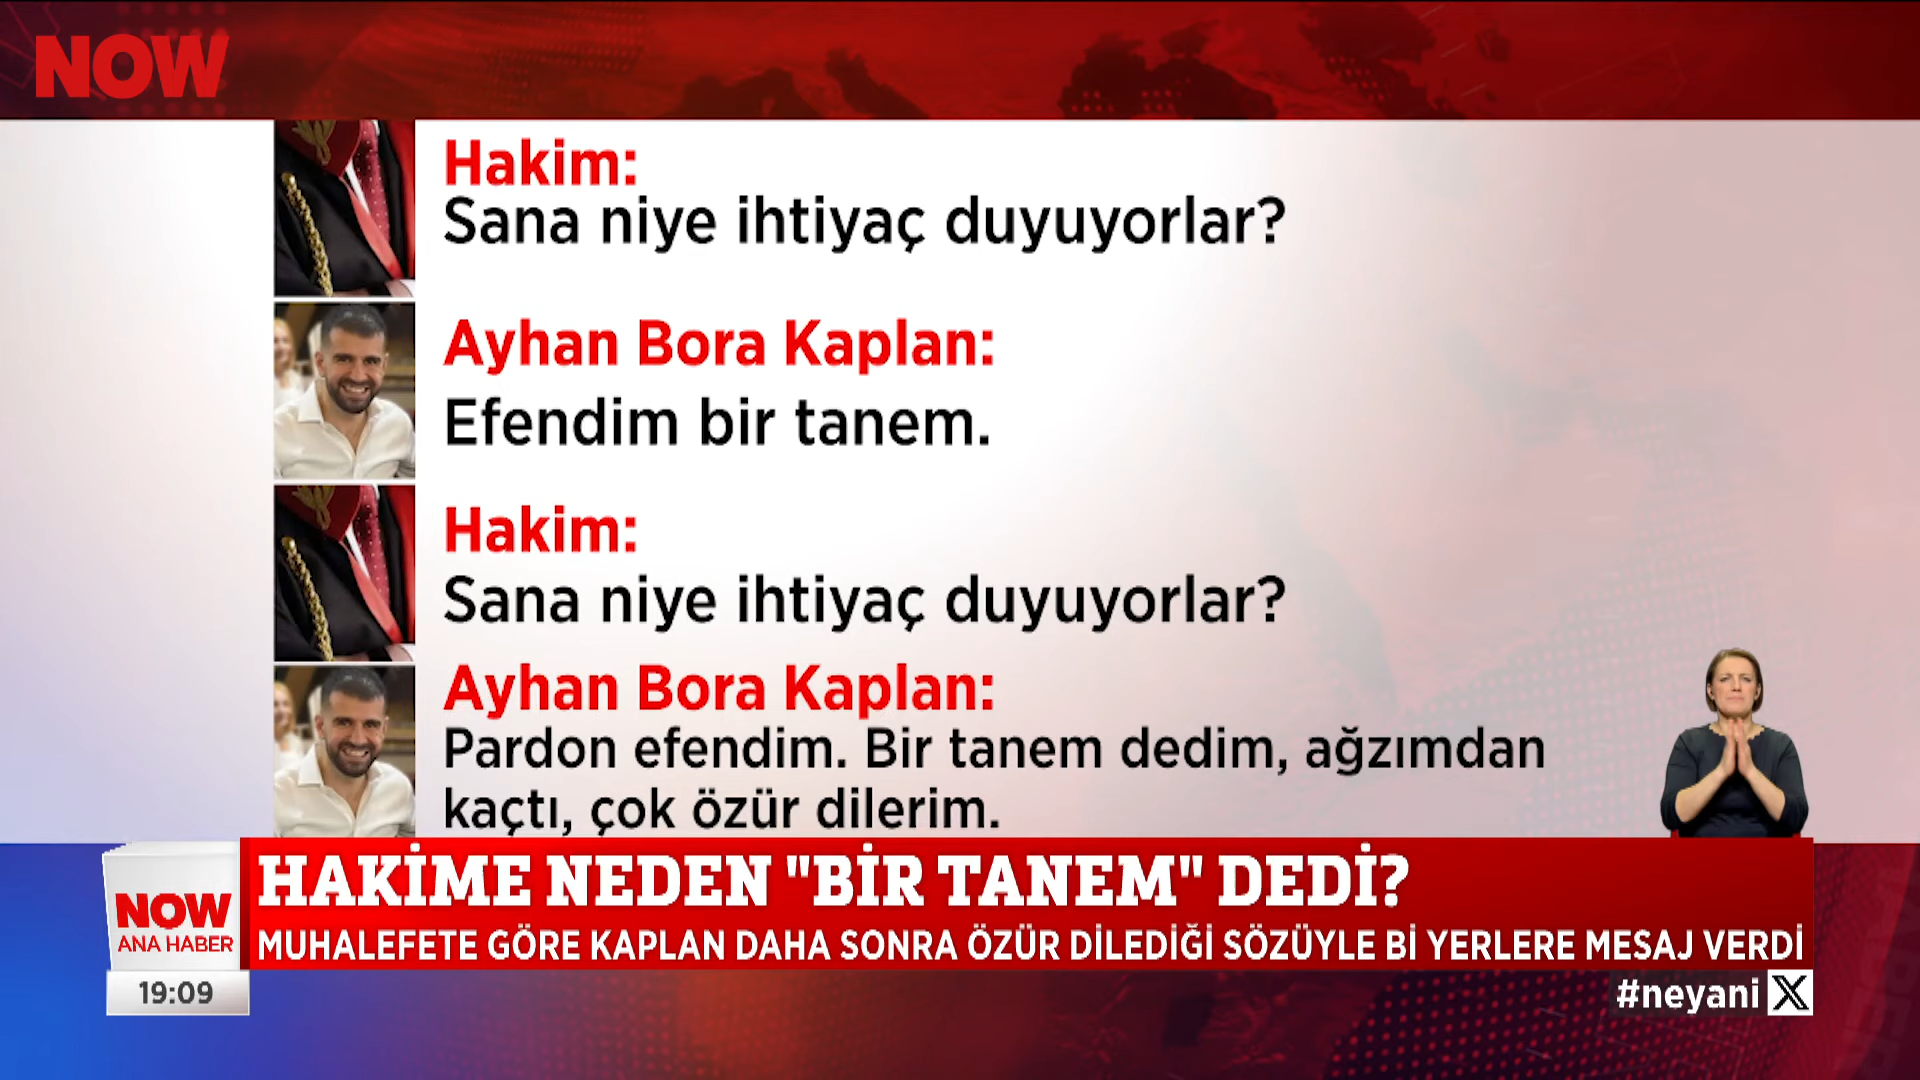 NOW
Hakim:
Sana niye ihtiyaç duyuyorlar?
Ayhan Bora Kaplan:
Efendim bir tanem.
Hakim:
Sana niye ihtiyaç duyuyorlar?
Ayhan Bora Kaplan:
Pardon efendim. Bir tanem dedim, ağzımdan
kaçtı, çok özür dilerim.
HAKİME NEDEN "BİR TANEM" DEDİ?
MUHALEFETE GÖRE KAPLAN DAHA SONRA ÖZÜR DİLEDİĞİ SÖZÜYLE Bİ YERLERE MESAJ VERDİ
NOW
ANA HABER
19:09
#neyani X